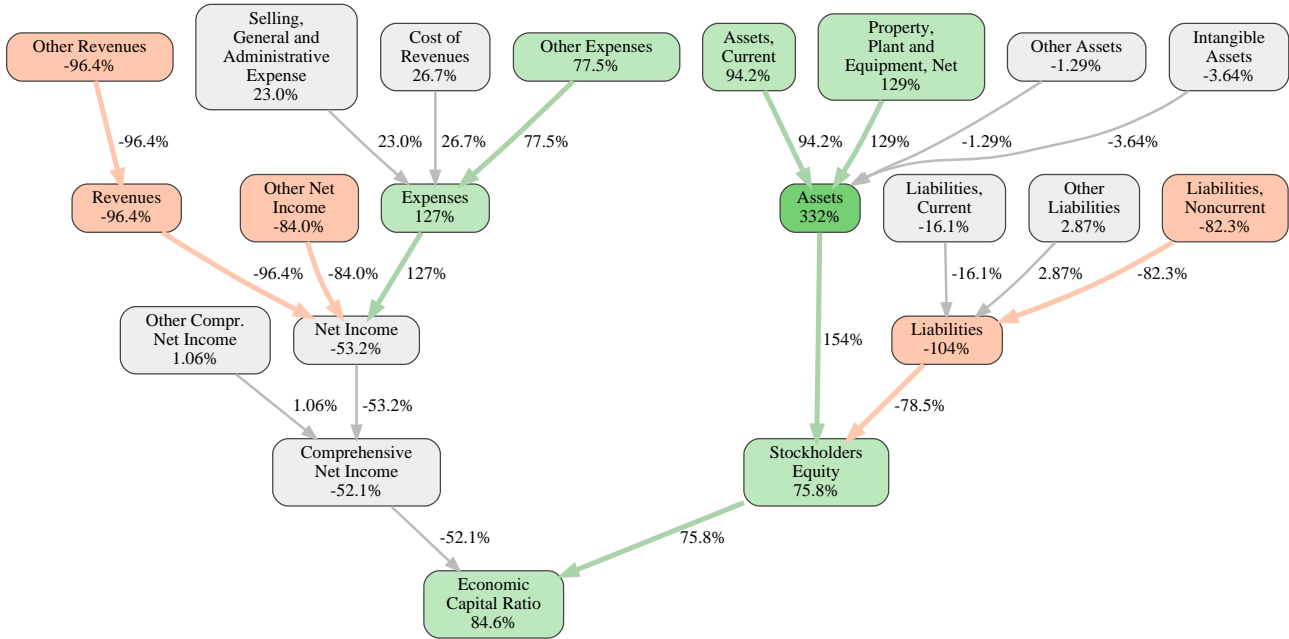 Other Revenues
-96.4%
Selling,
General and
Administrative
Expense
23.0%
Cost of
Revenues
26.7%
Other Expenses
77.5%
Assets,
Current
94.2%
Property,
Plant and
Equipment, Net
129%
Other Assets
-1.29%
Intangible
Assets
-3.64%
-96.4%
23.0%
26.7%
77.5%
94.2%
129%
-1.29%
-3.64%
Revenues
-96.4%
Other Net
Income
-84.0%
Expenses
127%
Assets
332%
Liabilities,
Current
-16.1%
Other
Liabilities
2.87%
Liabilities,
Noncurrent
-82.3%
-96.4%
-84.0%
127%
-16.1%
2.87%
-82.3%
Other Compr.
Net Income
1.06%
Net Income
-53.2%
154%
Liabilities
-104%
1.06%
-53.2%
-78.5%
Comprehensive
Net Income
-52.1%
Stockholders
Equity
75.8%
-52.1%
75.8%
Economic
Capital Ratio
84.6%